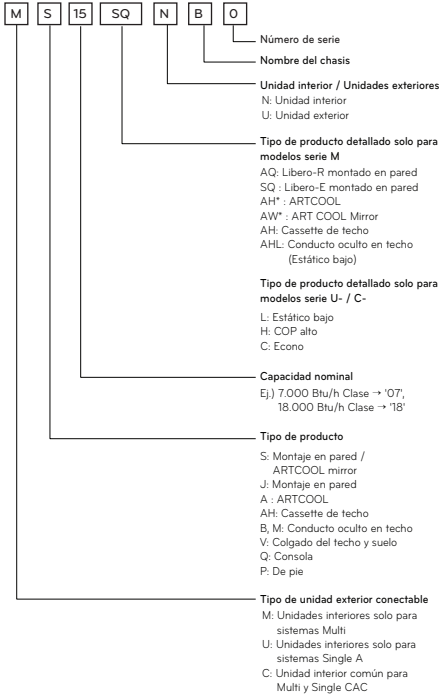 M S 15 SQ N B 0
Número de serie
Nombre del chasis
Unidad interior / Unidades exteriores
N: Unidad interior
U: Unidad exterior
Tipo de producto detallado solo para
modelos serie M
AQ: Libero-R montado en pared
SQ : Libero-E montado en pared
AH* : ARTCOOL
AW* : ART COOL Mirror
AH: Cassette de techo
AHL: Conducto oculto en techo
(Estático bajo)
Tipo de producto detallado solo para
modelos serie U- / C-
L: Estático bajo
H: COP alto
C: Econo
Capacidad nominal
Ej.) 7.000 Btu/h Clase → '07',
18.000 Btu/h Clase → '18'
Tipo de producto
S: Montaje en pared /
ARTCOOL mirror
J: Montaje en pared
A : ARTCOOL
AH: Cassette de techo
B, M: Conducto oculto en techo
V: Colgado del techo y suelo
Q: Consola
P: De pie
Tipo de unidad exterior conectable
M: Unidades interiores solo para
sistemas Multi
U: Unidades interiores solo para
sistemas Single A
C: Unidad interior común para
Multi y Single CAC